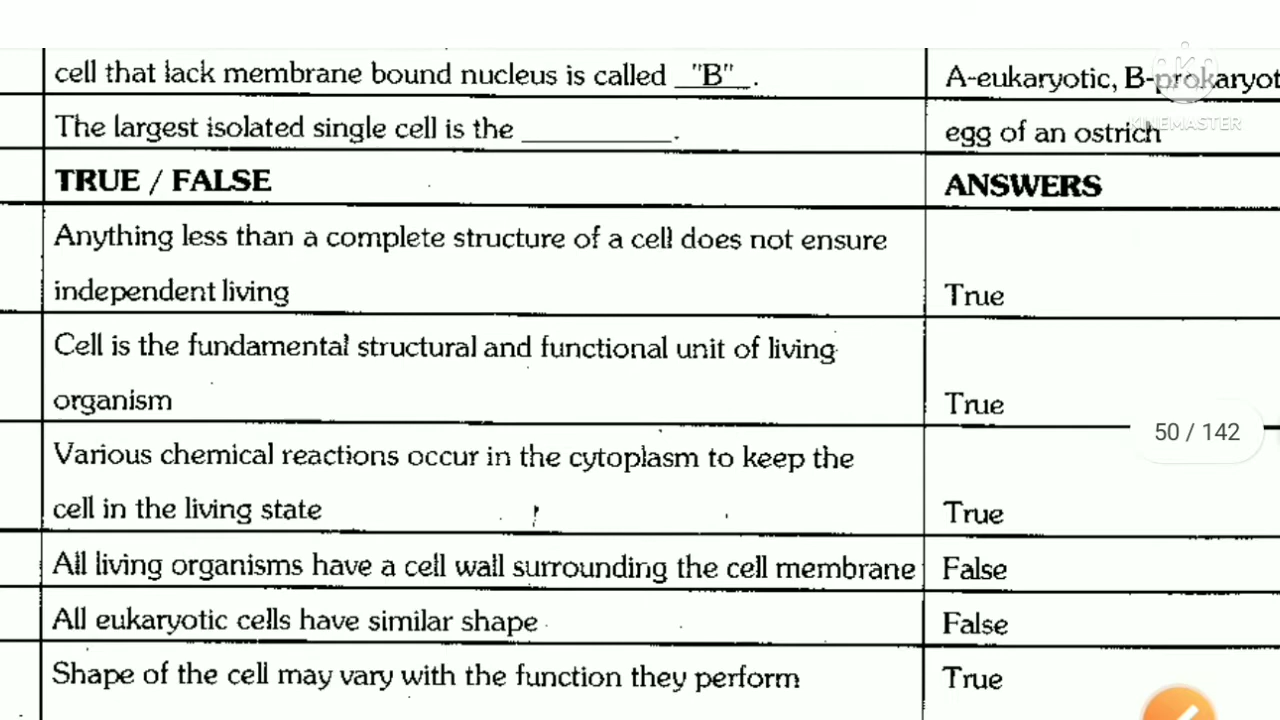 cell that lack membrane bound nucleus is called "B" .
A-eukaryotic, B-prokaryot
KINEMASTER
The largest isolated single cell is the __________.
egg of an ostrich
TRUE / FALSE
ANSWERS
Anything less than a complete structure of a cell does not ensure
independent living
True
Cell is the fundamental structural and functional unit of living
organism
True
50 / 142
Various chemical reactions occur in the cytoplasm to keep the
cell in the living state
True
All living organisms have a cell wall surrounding the cell membrane
False
All eukaryotic cells have similar shape
False
Shape of the cell may vary with the function they perform
True